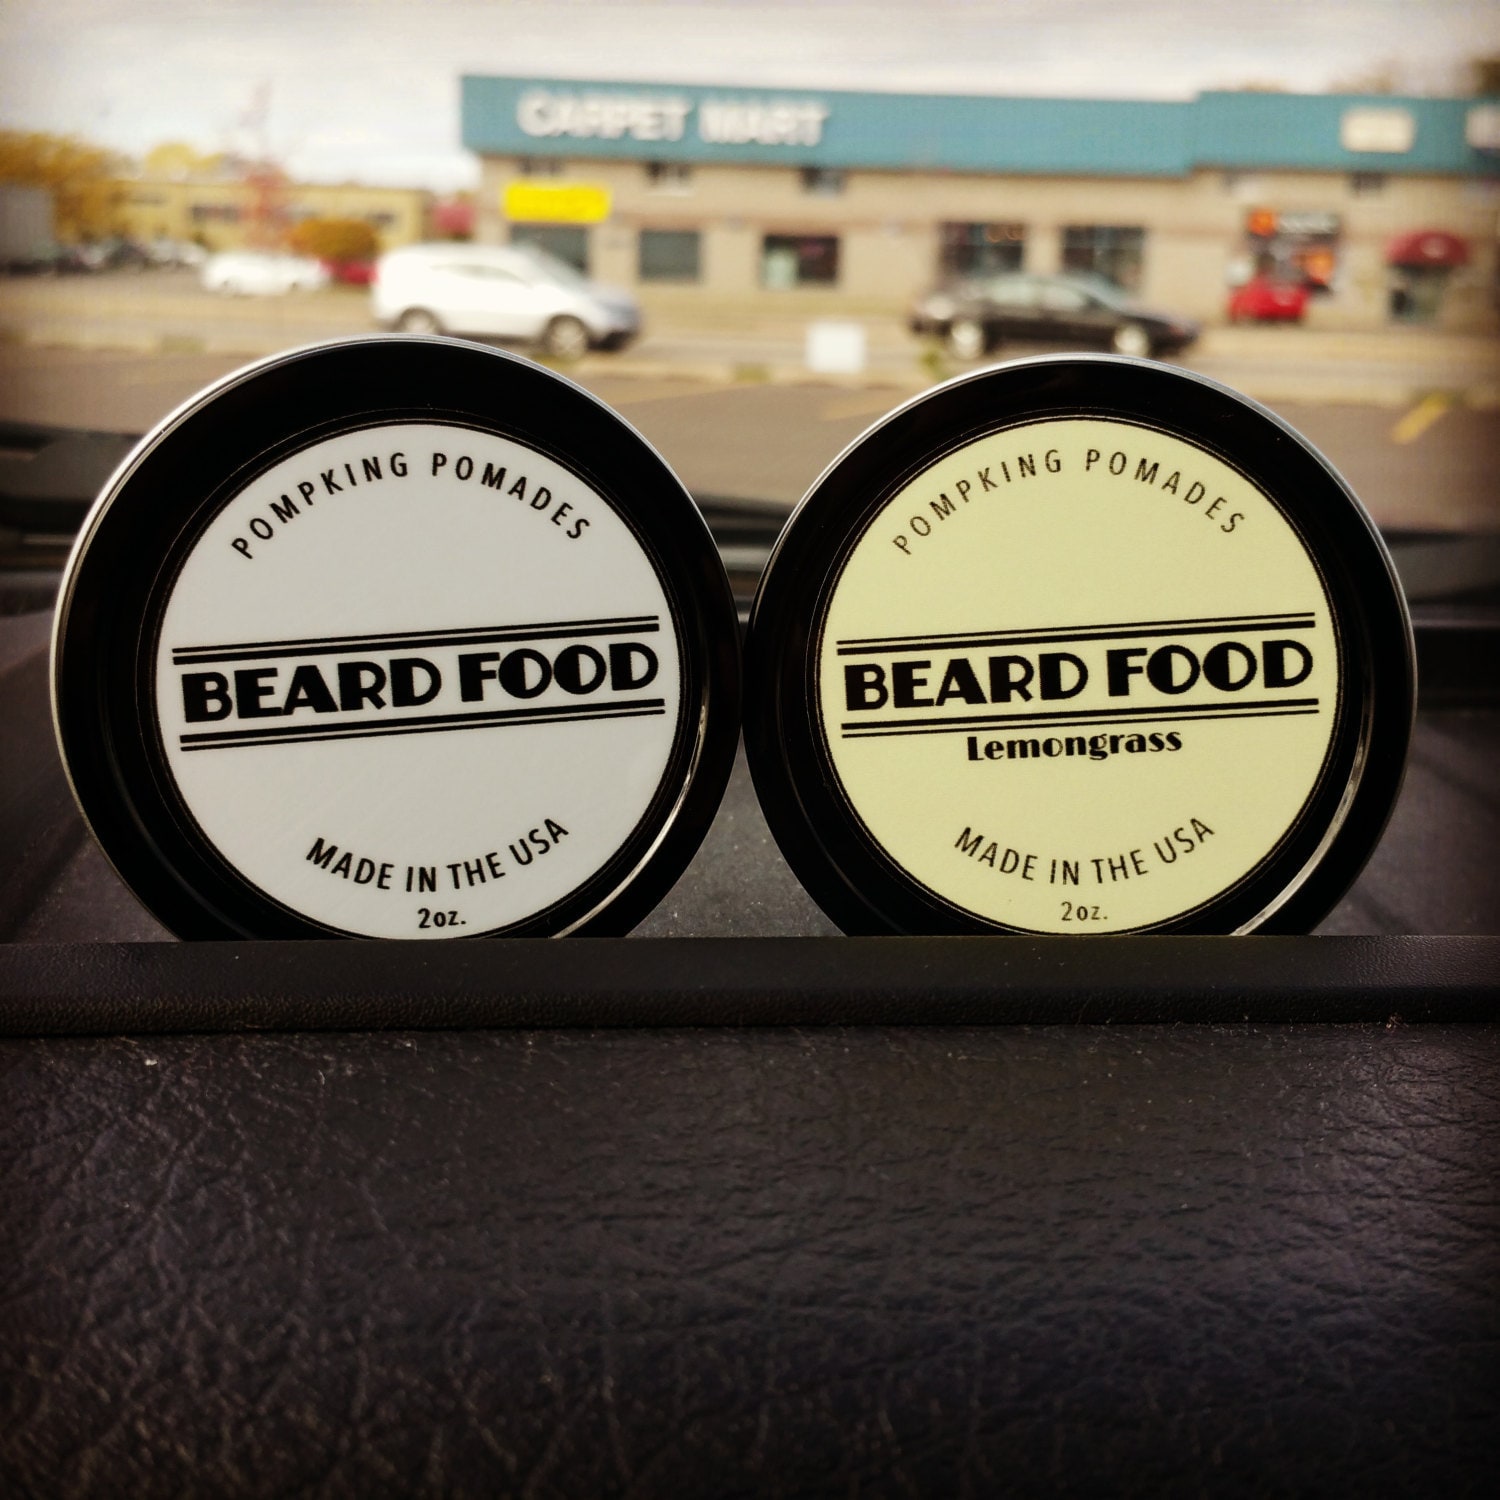 CARPET MART
POMPKING POMADES
BEARD FOOD
MADE IN THE USA
2oz.
POMPKING POMADES
BEARD FOOD
Lemongrass
MADE IN THE USA
2oz.